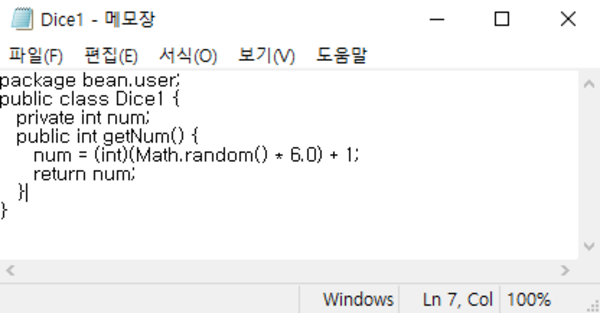 Dice1 - 메모장
파일(F) 편집(E) 서식(O) 보기(V) 도움말
package bean.user;
public class Dice1 {
private int num;
public int getNum() {
num = (int)(Math.random() * 6.0) + 1;
return num;
}
}
Windows Ln 7, Col 100%